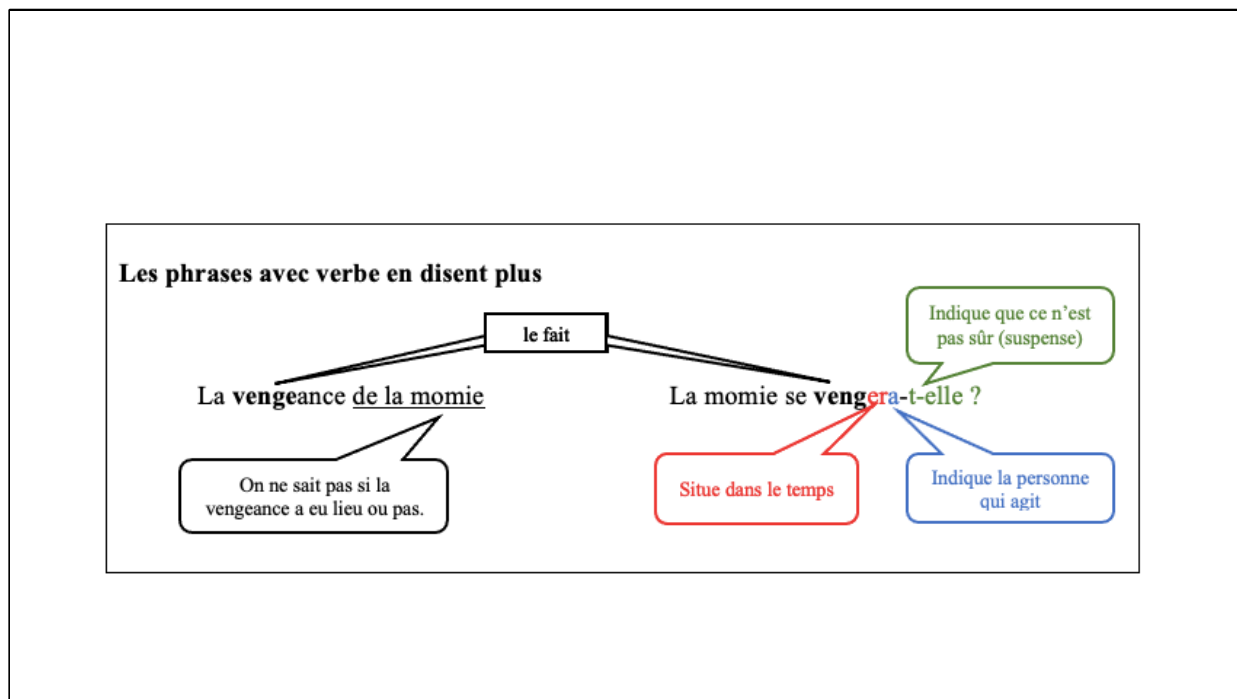 Les phrases avec verbe en disent plus
Indique que ce n’est
pas sûr (suspense)
le fait
La vengeance de la momie
La momie se vengera-t-elle ?
On ne sait pas si la
vengeance a eu lieu ou pas.
Situe dans le temps
Indique la personne
qui agit